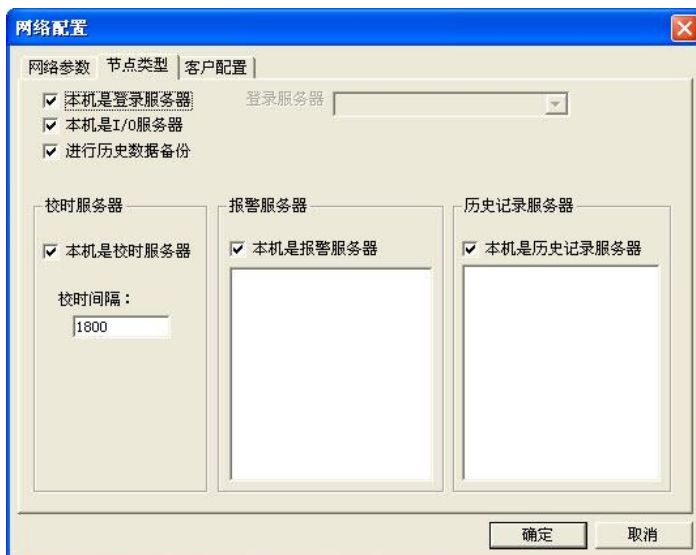 网络配置
网络参数 节点类型 客户配置
本机是登录服务器 登录服务器
本机是I/O服务器
进行历史数据备份
校时服务器 报警服务器 历史记录服务器
本机是校时服务器 本机是报警服务器 本机是历史记录服务器
校时间隔：
1800
确定 取消